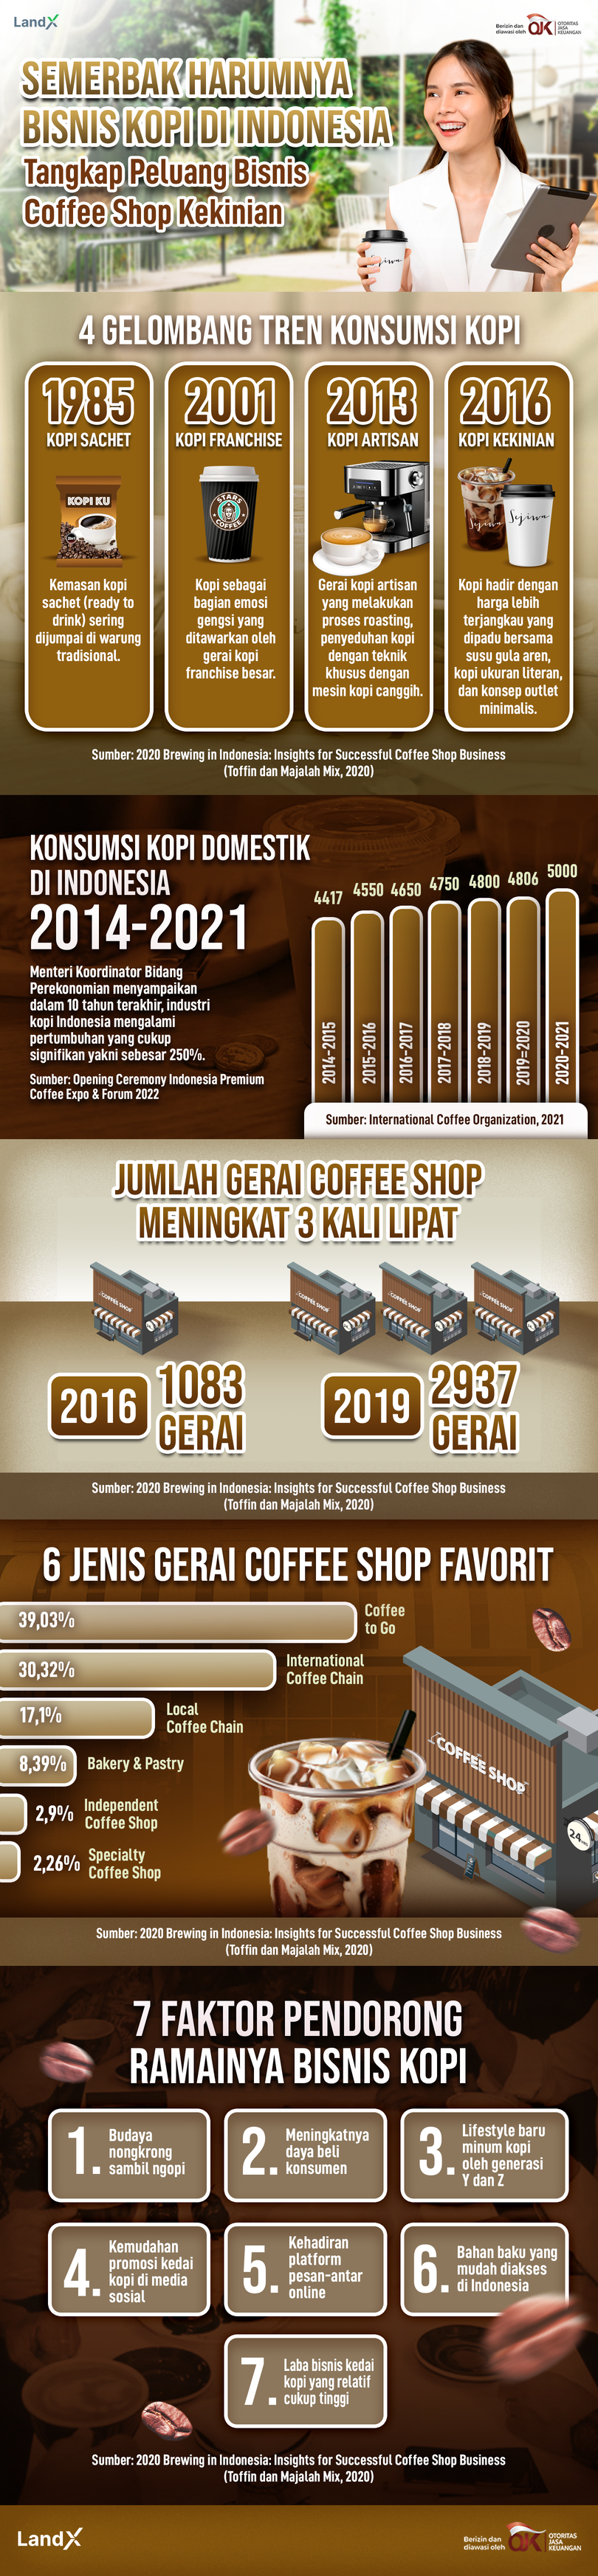 LandX
Berizin dan
diawasi oleh
OJK
OTORITAS
JASA
KEUANGAN
SEMERBAK HARUMNYA
BISNIS KOPI DI INDONESIA
Tangkap Peluang Bisnis
Coffee Shop Kekinian
Sejiwa
4 GELOMBANG TREN KONSUMSI KOPI
1985
KOPI SACHET
KOPI KU
Kemasan kopi
sachet (ready to
drink) sering
dijumpai di warung
tradisional.
2001
KOPI FRANCHISE
STARS
COFFEE
Kopi sebagai
bagian emosi
gengsi yang
ditawarkan oleh
gerai kopi
franchise besar.
2013
KOPI ARTISAN
Gerai kopi artisan
yang melakukan
proses roasting,
penyeduhan kopi
dengan teknik
khusus dengan
mesin kopi canggih.
2016
KOPI KEKINIAN
Sejiwa
Sejiwa
Kopi hadir dengan
harga lebih
terjangkau yang
dipadu bersama
susu gula aren,
kopi ukuran literan,
dan konsep outlet
minimalis.
Sumber: 2020 Brewing in Indonesia: Insights for Successful Coffee Shop Business
(Toffin dan Majalah Mix, 2020)
KONSUMSI KOPI DOMESTIK
DI INDONESIA
2014-2021
Menteri Koordinator Bidang
Perekonomian menyampaikan
dalam 10 tahun terakhir, industri
kopi Indonesia mengalami
pertumbuhan yang cukup
signifikan yakni sebesar 250%.
Sumber: Opening Ceremony Indonesia Premium
Coffee Expo & Forum 2022
4417
4550
4650
4750
4800
4806
5000
2014-2015
2015-2016
2016-2017
2017-2018
2018-2019
2019=2020
2020-2021
Sumber: International Coffee Organization, 2021
JUMLAH GERAI COFFEE SHOP
MENINGKAT 3 KALI LIPAT
COFFEE SHOP
COFFEE SHOP
COFFEE SHOP
COFFEE SHOP
2016
1083
GERAI
2019
2937
GERAI
Sumber: 2020 Brewing in Indonesia: Insights for Successful Coffee Shop Business
(Toffin dan Majalah Mix, 2020)
6 JENIS GERAI COFFEE SHOP FAVORIT
39,03%
Coffee
to Go
30,32%
International
Coffee Chain
17,1%
Local
Coffee Chain
8,39%
Bakery & Pastry
2,9%
Independent
Coffee Shop
2,26%
Specialty
Coffee Shop
COFFEE SHOP
24
Sumber: 2020 Brewing in Indonesia: Insights for Successful Coffee Shop Business
(Toffin dan Majalah Mix, 2020)
7 FAKTOR PENDORONG
RAMAINYA BISNIS KOPI
1.
Budaya
nongkrong
sambil ngopi
2.
Meningkatnya
daya beli
konsumen
3.
Lifestyle baru
minum kopi
oleh generasi
Y dan Z
4.
Kemudahan
promosi kedai
kopi di media
sosial
5.
Kehadiran
platform
pesan-antar
online
6.
Bahan baku yang
mudah diakses
di Indonesia
7.
Laba bisnis kedai
kopi yang relatif
cukup tinggi
Sumber: 2020 Brewing in Indonesia: Insights for Successful Coffee Shop Business
(Toffin dan Majalah Mix, 2020)
LandX
Berizin dan
diawasi oleh
OJK
OTORITAS
JASA
KEUANGAN